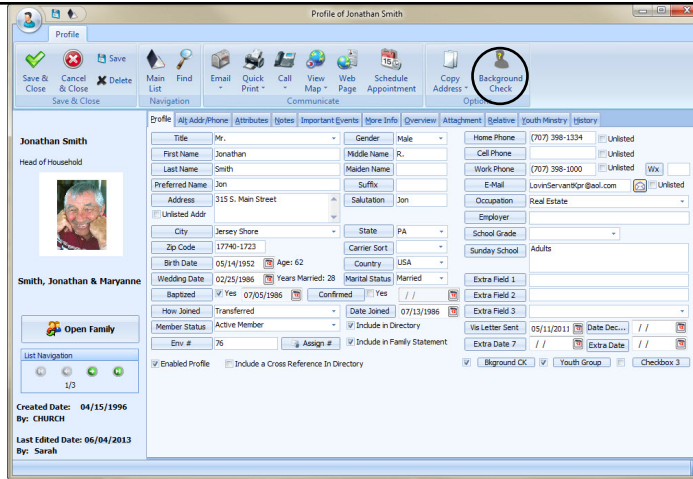 Profile of Jonathan Smith
Profile
Save & Close
Cancel & Close
Save
Delete
Main List
Find
Email
Quick Print
Call
View Map
Web Page
Schedule Appointment
Copy Address
Background Check
Save & Close
Navigation
Communicate
Options
Profile Alt Addr/Phone Attributes Notes Important Events More Info Overview Attachment Relative Youth Minstry History
Jonathan Smith
Head of Household
Smith, Jonathan & Maryanne
Open Family
List Navigation
1/3
Created Date: 04/15/1996
By: CHURCH
Last Edited Date: 06/04/2013
By: Sarah
Title Mr. Gender Male Home Phone (707) 398-1334 Unlisted
First Name Jonathan Middle Name R. Cell Phone Unlisted
Last Name Smith Maiden Name Work Phone (707) 398-1000 Unlisted Wx
Preferred Name Jon Suffix E-Mail LovinServantKpr@aol.com Unlisted
Address 315 S. Main Street Salutation Jon Occupation Real Estate
Unlisted Addr Employer
City Jersey Shore State PA School Grade
Zip Code 17740-1723 Carrier Sort Sunday School Adults
Birth Date 05/14/1952 Age: 62 Country USA
Wedding Date 02/25/1986 Years Married: 28 Marital Status Married Extra Field 1
Baptized Yes 07/05/1986 Confirmed Yes / / Extra Field 2
How Joined Transferred Date Joined 07/13/1986 Extra Field 3
Member Status Active Member Include in Directory Vis Letter Sent 05/11/2011 Date Dec... / /
Env # 76 Assign # Include in Family Statement Extra Date 7 / / Extra Date / /
Enabled Profile Include a Cross Reference In Directory Bkground CK Youth Group Checkbox 3